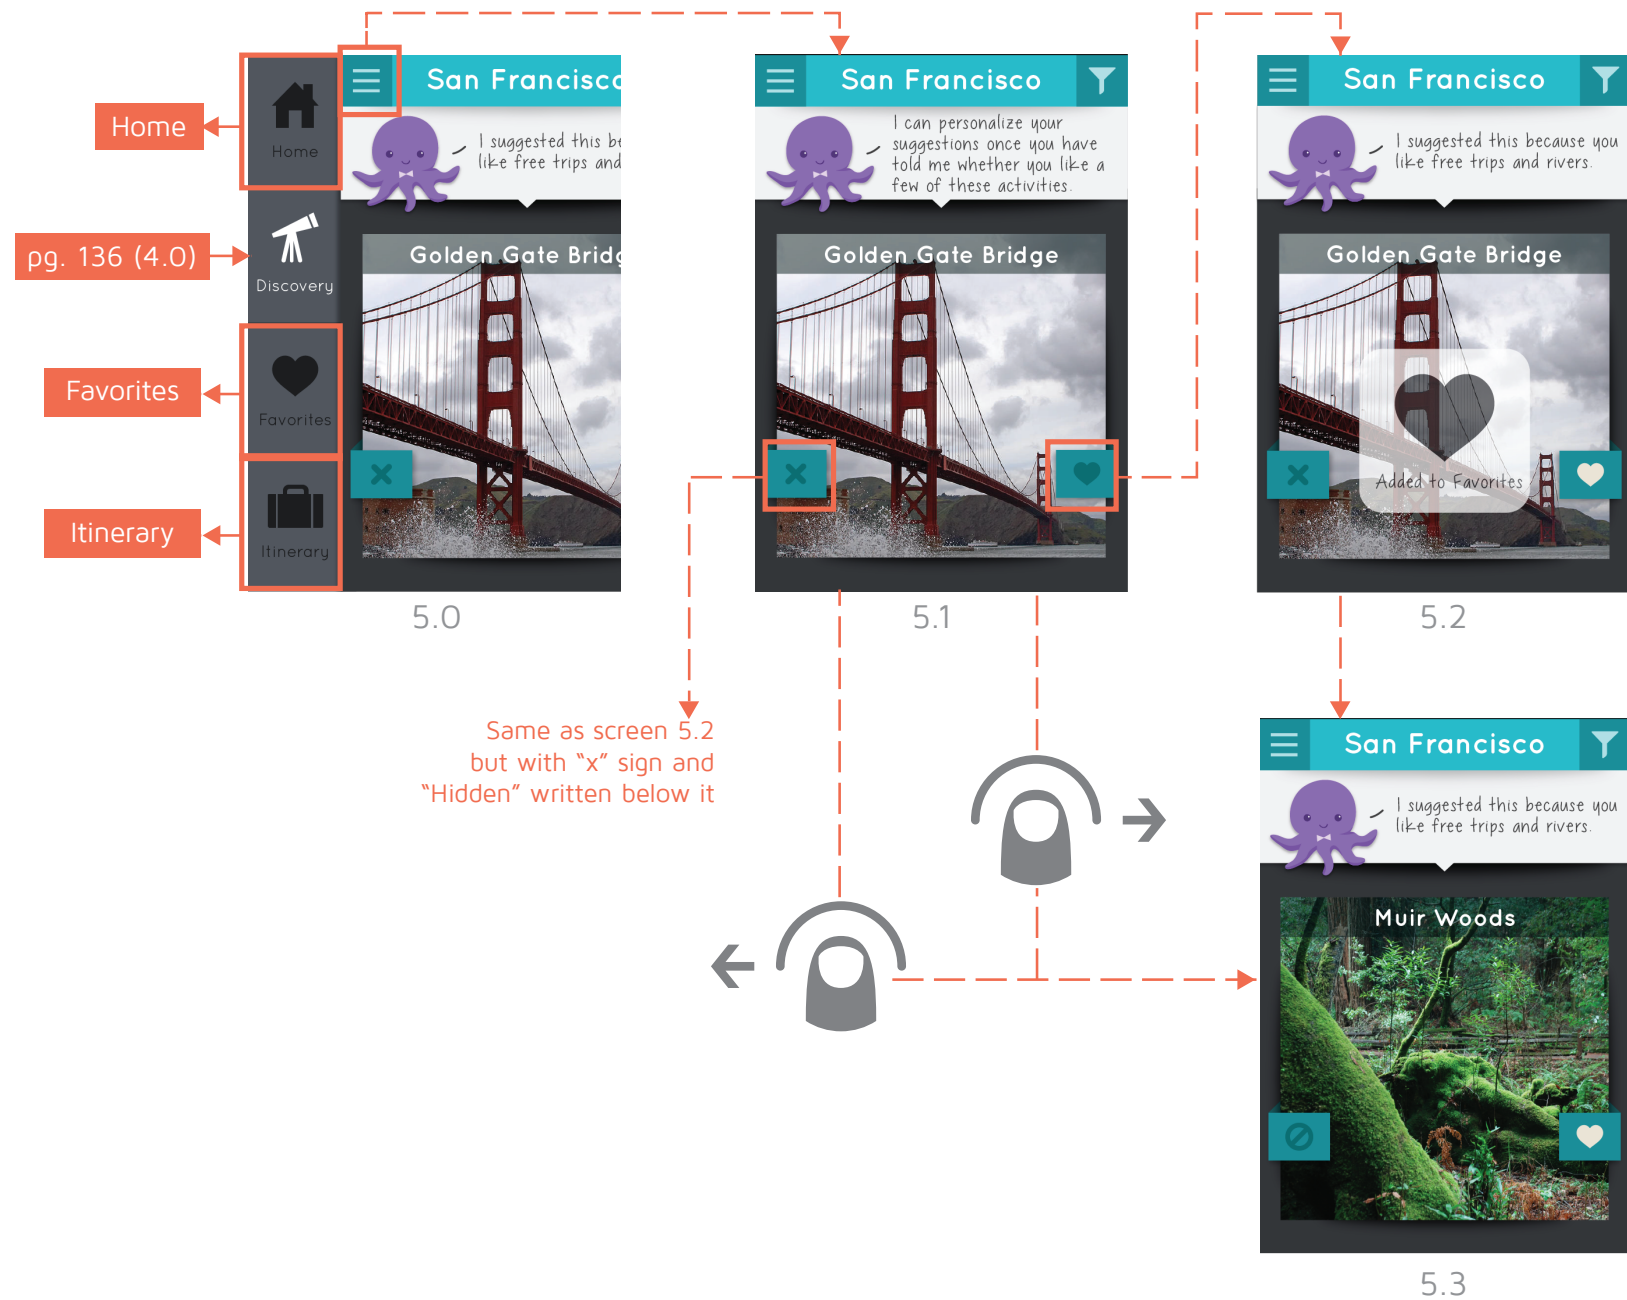 Home
pg. 136 (4.0)
Favorites
Itinerary
Home
Discovery
Favorites
Itinerary
San Francisco
I suggested this be
like free trips and
Golden Gate Bridg
5.0
San Francisco
I can personalize your
suggestions once you have
told me whether you like a
few of these activities.
Golden Gate Bridge
5.1
San Francisco
I suggested this because you
like free trips and rivers.
Golden Gate Bridge
Added to Favorites
5.2
Same as screen 5.2
but with “x” sign and
“Hidden” written below it
San Francisco
I suggested this because you
like free trips and rivers.
Muir Woods
5.3